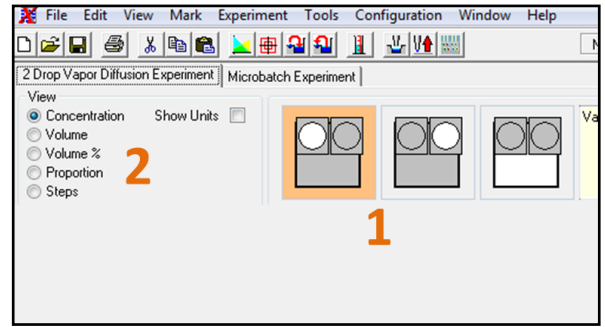 File Edit View Mark Experiment Tools Configuration Window Help
2 Drop Vapor Diffusion Experiment Microbatch Experiment
View
Concentration Show Units
Volume
Volume %
Proportion
Steps
2
1
Va